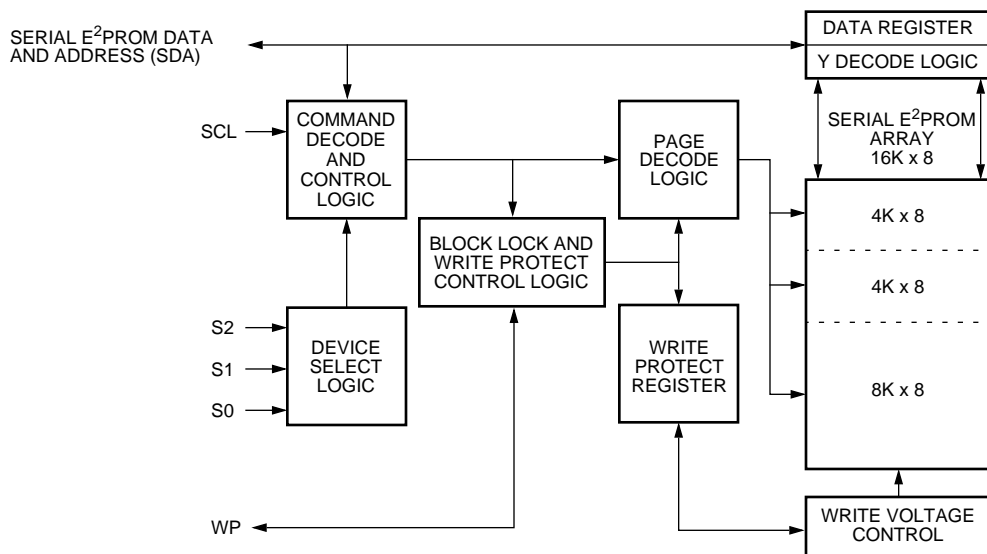 SERIAL E²PROM DATA
AND ADDRESS (SDA)
DATA REGISTER
Y DECODE LOGIC
SERIAL E²PROM
ARRAY
16K x 8
SCL
COMMAND
DECODE
AND
CONTROL
LOGIC
PAGE
DECODE
LOGIC
4K x 8
BLOCK LOCK AND
WRITE PROTECT
CONTROL LOGIC
4K x 8
S2
S1
S0
DEVICE
SELECT
LOGIC
WRITE
PROTECT
REGISTER
8K x 8
WP
WRITE VOLTAGE
CONTROL